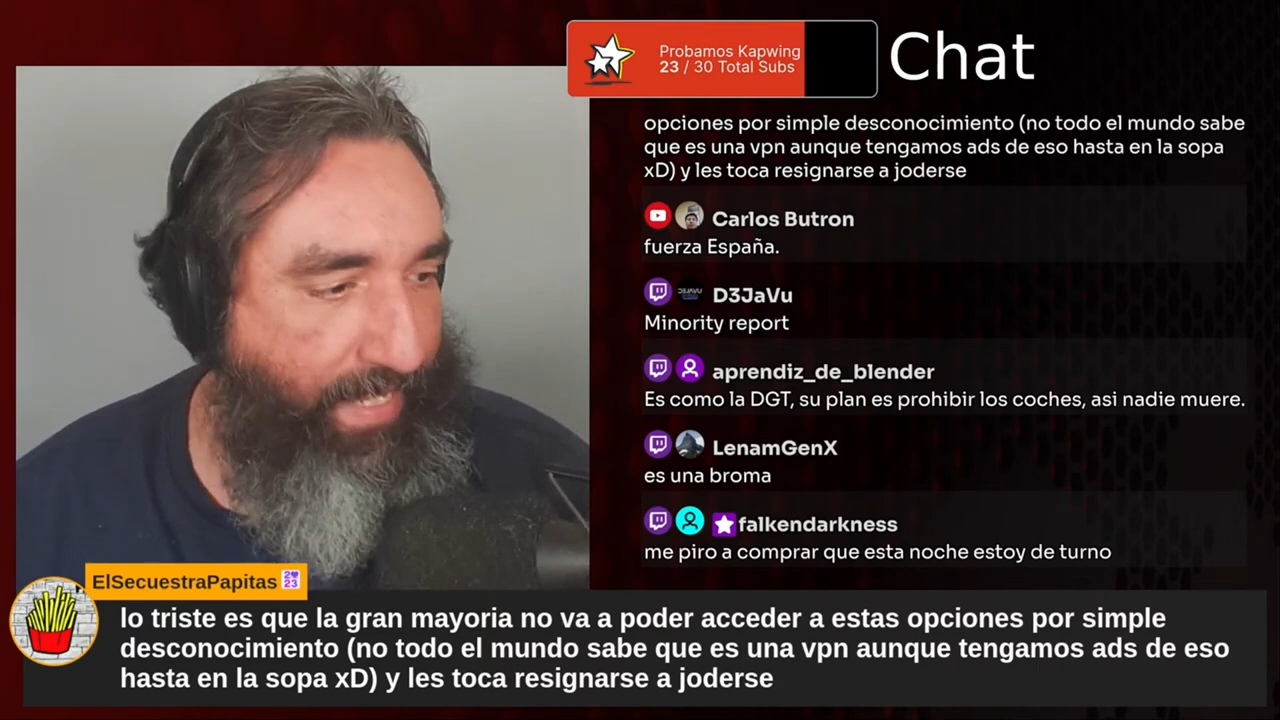 Probamos Kapwing
23 / 30 Total Subs
Chat
opciones por simple desconocimiento (no todo el mundo sabe
que es una vpn aunque tengamos ads de eso hasta en la sopa
xD) y les toca resignarse a joderse
Carlos Butron
fuerza España.
D3JaVu
Minority report
aprendiz_de_blender
Es como la DGT, su plan es prohibir los coches, asi nadie muere.
LenamGenX
es una broma
falkendarkness
me piro a comprar que esta noche estoy de turno
ElSecuestraPapitas
lo triste es que la gran mayoria no va a poder acceder a estas opciones por simple
desconocimiento (no todo el mundo sabe que es una vpn aunque tengamos ads de eso
hasta en la sopa xD) y les toca resignarse a joderse